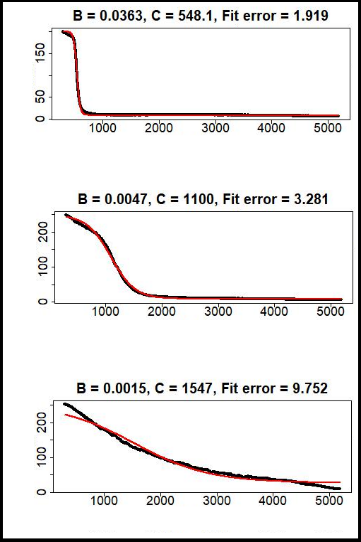 B = 0.0363, C = 548.1, Fit error = 1.919
150
50
0
1000 2000 3000 4000 5000
B = 0.0047, C = 1100, Fit error = 3.281
200
100
0
1000 2000 3000 4000 5000
B = 0.0015, C = 1547, Fit error = 9.752
200
100
0
1000 2000 3000 4000 5000